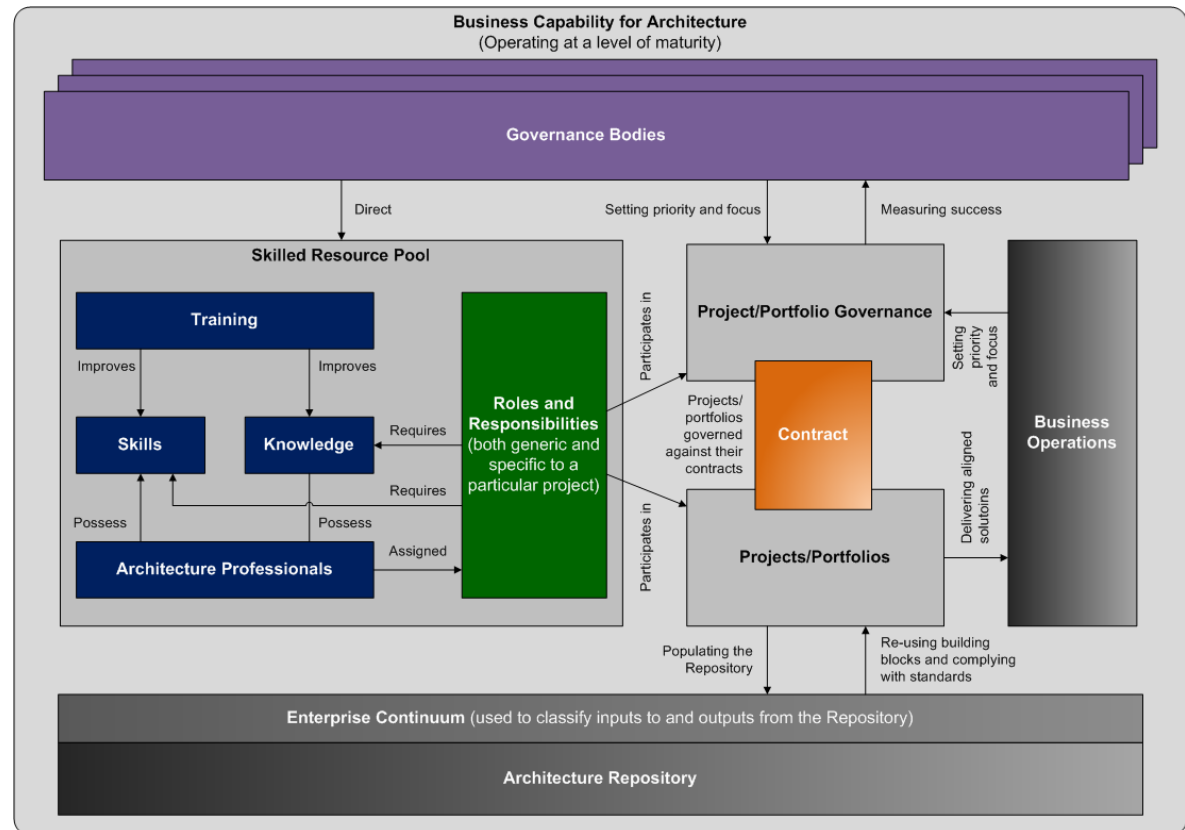 Business Capability for Architecture
(Operating at a level of maturity)
Governance Bodies
Direct
Setting priority and focus
Measuring success
Skilled Resource Pool
Training
Improves
Improves
Skills
Knowledge
Requires
Requires
Possess
Possess
Architecture Professionals
Assigned
Roles and
Responsibilities
(both generic and
specific to a
particular project)
Participates in
Participates in
Project/Portfolio Governance
Projects/
portfolios
governed
against their
contracts
Contract
Projects/Portfolios
Setting
priority
and focus
Delivering aligned
solutoins
Business
Operations
Populating the
Repository
Re-using building
blocks and complying
with standards
Enterprise Continuum (used to classify inputs to and outputs from the Repository)
Architecture Repository